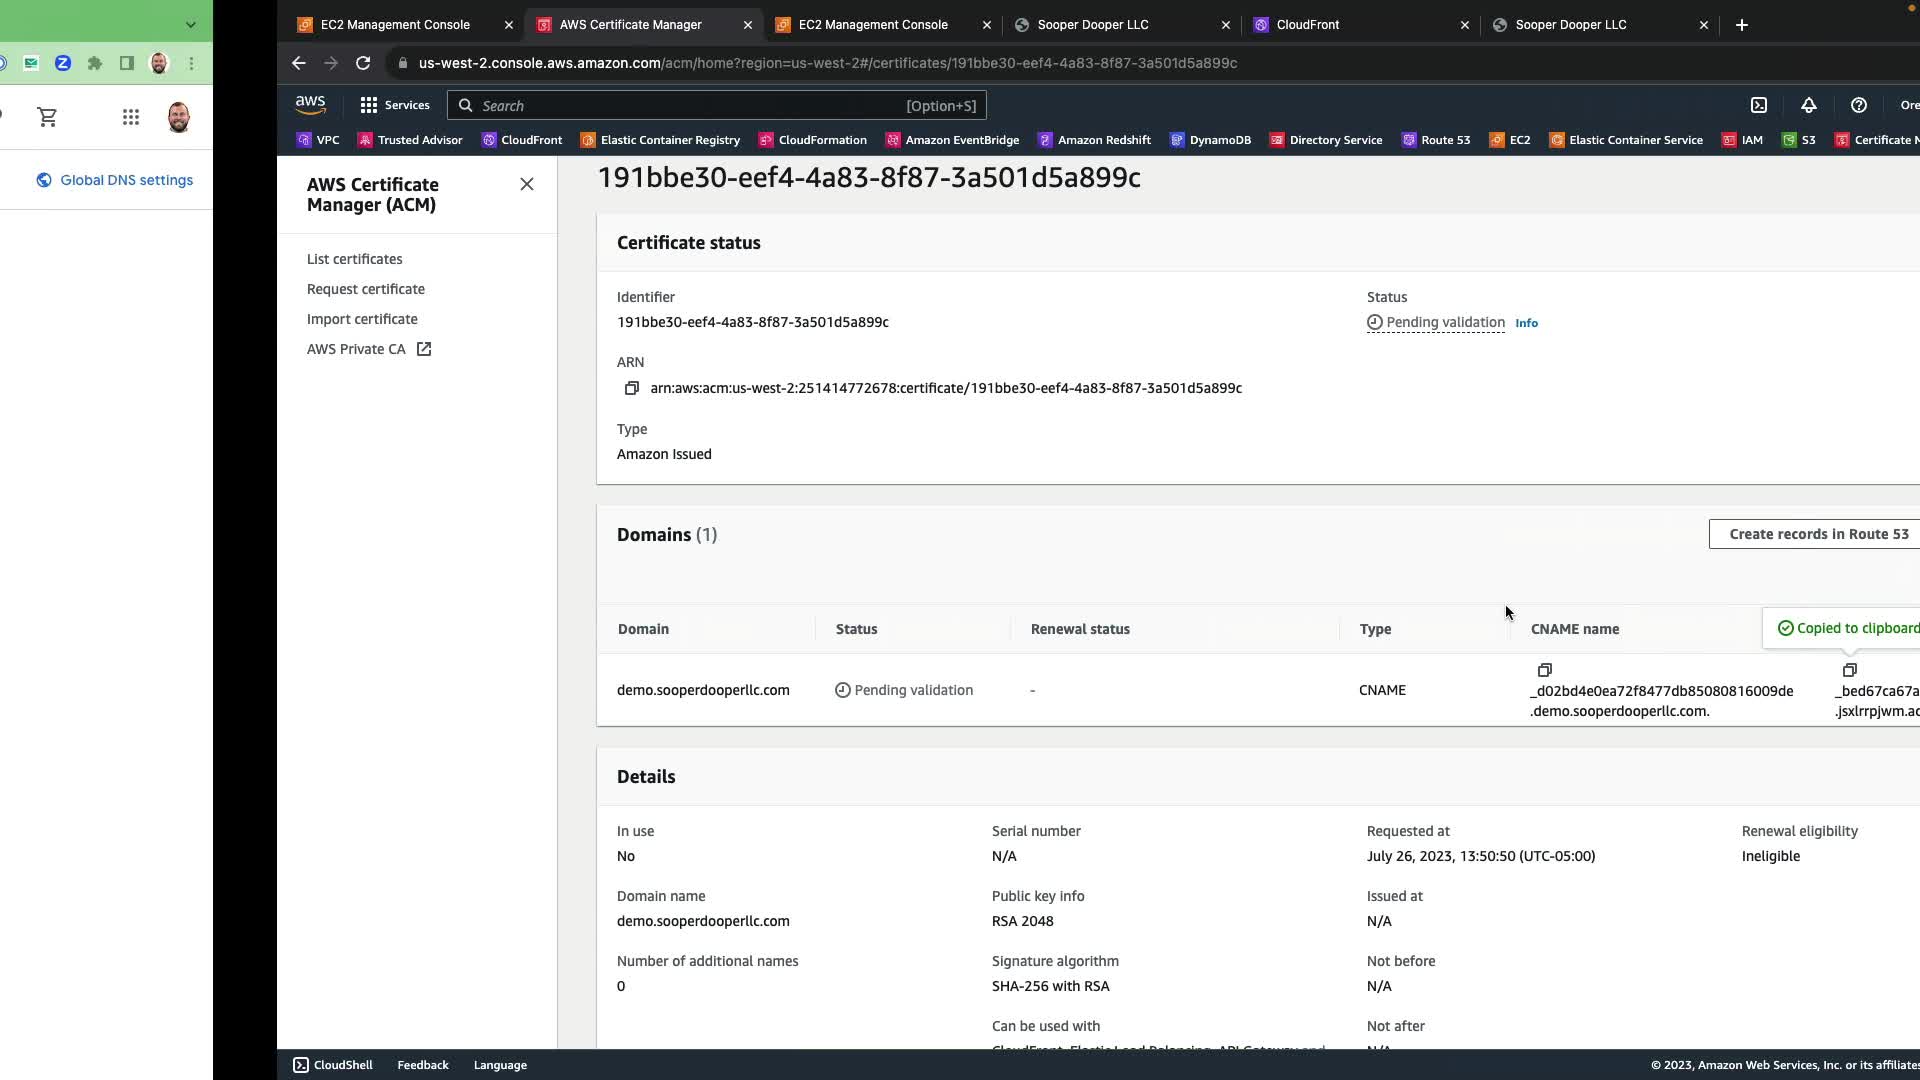 EC2 Management Console
AWS Certificate Manager
EC2 Management Console
Sooper Dooper LLC
CloudFront
Sooper Dooper LLC
us-west-2.console.aws.amazon.com/acm/home?region=us-west-2#/certificates/191bbe30-eef4-4a83-8f87-3a501d5a899c
aws
Services
Search
[Option+S]
Ore
VPC
Trusted Advisor
CloudFront
Elastic Container Registry
CloudFormation
Amazon EventBridge
Amazon Redshift
DynamoDB
Directory Service
Route 53
EC2
Elastic Container Service
IAM
S3
Certificate M
Global DNS settings
AWS Certificate
Manager (ACM)
List certificates
Request certificate
Import certificate
AWS Private CA
191bbe30-eef4-4a83-8f87-3a501d5a899c
Certificate status
Identifier
191bbe30-eef4-4a83-8f87-3a501d5a899c
Status
Pending validation Info
ARN
arn:aws:acm:us-west-2:251414772678:certificate/191bbe30-eef4-4a83-8f87-3a501d5a899c
Type
Amazon Issued
Domains (1)
Create records in Route 53
Domain
Status
Renewal status
Type
CNAME name
Copied to clipboard
demo.sooperdooperllc.com
Pending validation
-
CNAME
_d02bd4e0ea72f8477db85080816009de
.demo.sooperdooperllc.com.
_bed67ca67a
.jsxlrrpjwm.ac
Details
In use
No
Serial number
N/A
Requested at
July 26, 2023, 13:50:50 (UTC-05:00)
Renewal eligibility
Ineligible
Domain name
demo.sooperdooperllc.com
Public key info
RSA 2048
Issued at
N/A
Number of additional names
0
Signature algorithm
SHA-256 with RSA
Not before
N/A
Can be used with
CloudFront, Elastic Load Balancing, API Gateway and
Not after
N/A
CloudShell
Feedback
Language
© 2023, Amazon Web Services, Inc. or its affiliates